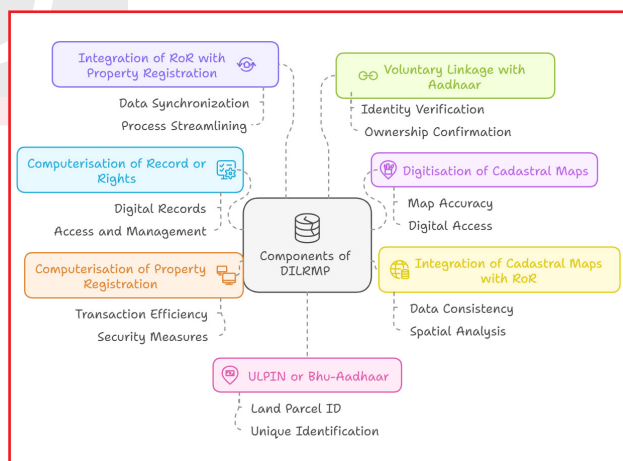 Integration of RoR with
Property Registration
Data Synchronization
Process Streamlining
Voluntary Linkage with
Aadhaar
Identity Verification
Ownership Confirmation
Computerisation of Record or
Rights
Digital Records
Access and Management
Digitisation of Cadastral Maps
Map Accuracy
Digital Access
Components of
DILRMP
Computerisation of Property
Registration
Transaction Efficiency
Security Measures
Integration of Cadastral Maps
with RoR
Data Consistency
Spatial Analysis
ULPIN or Bhu-Aadhaar
Land Parcel ID
Unique Identification